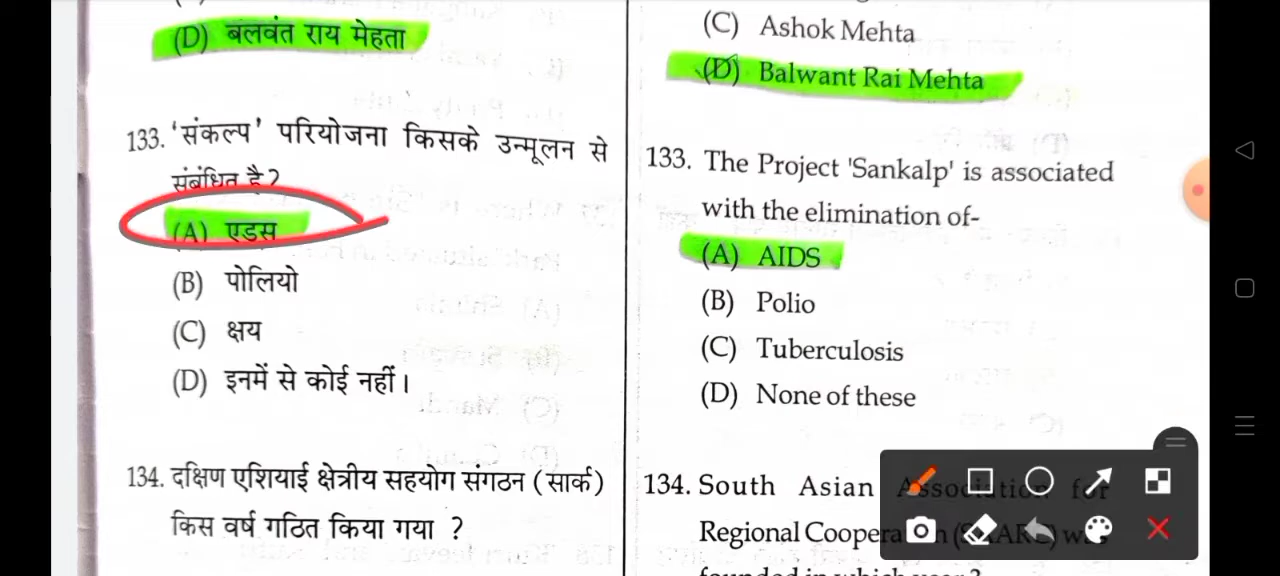 (D) बलवंत राय मेहता
133. 'संकल्प' परियोजना किसके उन्मूलन से
संबंधित है?
(A) एडस
(B) पोलियो
(C) क्षय
(D) इनमें से कोई नहीं।
134. दक्षिण एशियाई क्षेत्रीय सहयोग संगठन (सार्क)
किस वर्ष गठित किया गया ?
(C) Ashok Mehta
(D) Balwant Rai Mehta
133. The Project 'Sankalp' is associated
with the elimination of-
(A) AIDS
(B) Polio
(C) Tuberculosis
(D) None of these
134. South Asian Association for
Regional